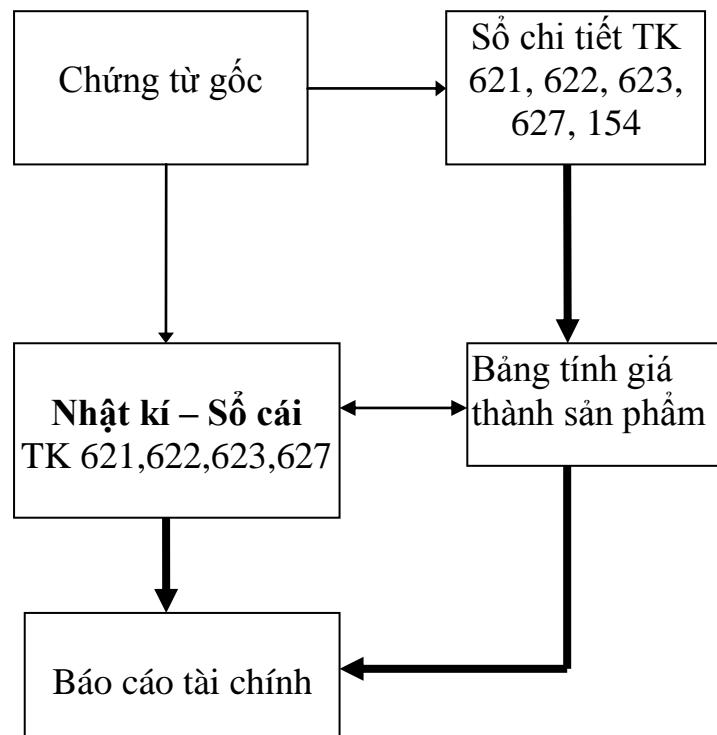 Chứng từ gốc
Sổ chi tiết TK
621, 622, 623,
627, 154
Nhật kí – Sổ cái
TK 621,622,623,627
Bảng tính giá
thành sản phẩm
Báo cáo tài chính